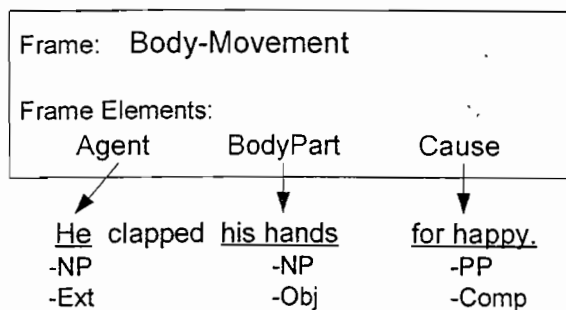 Frame: Body-Movement
Frame Elements:
Agent BodyPart Cause
He clapped his hands for happy.
-NP -NP -PP
-Ext -Obj -Comp